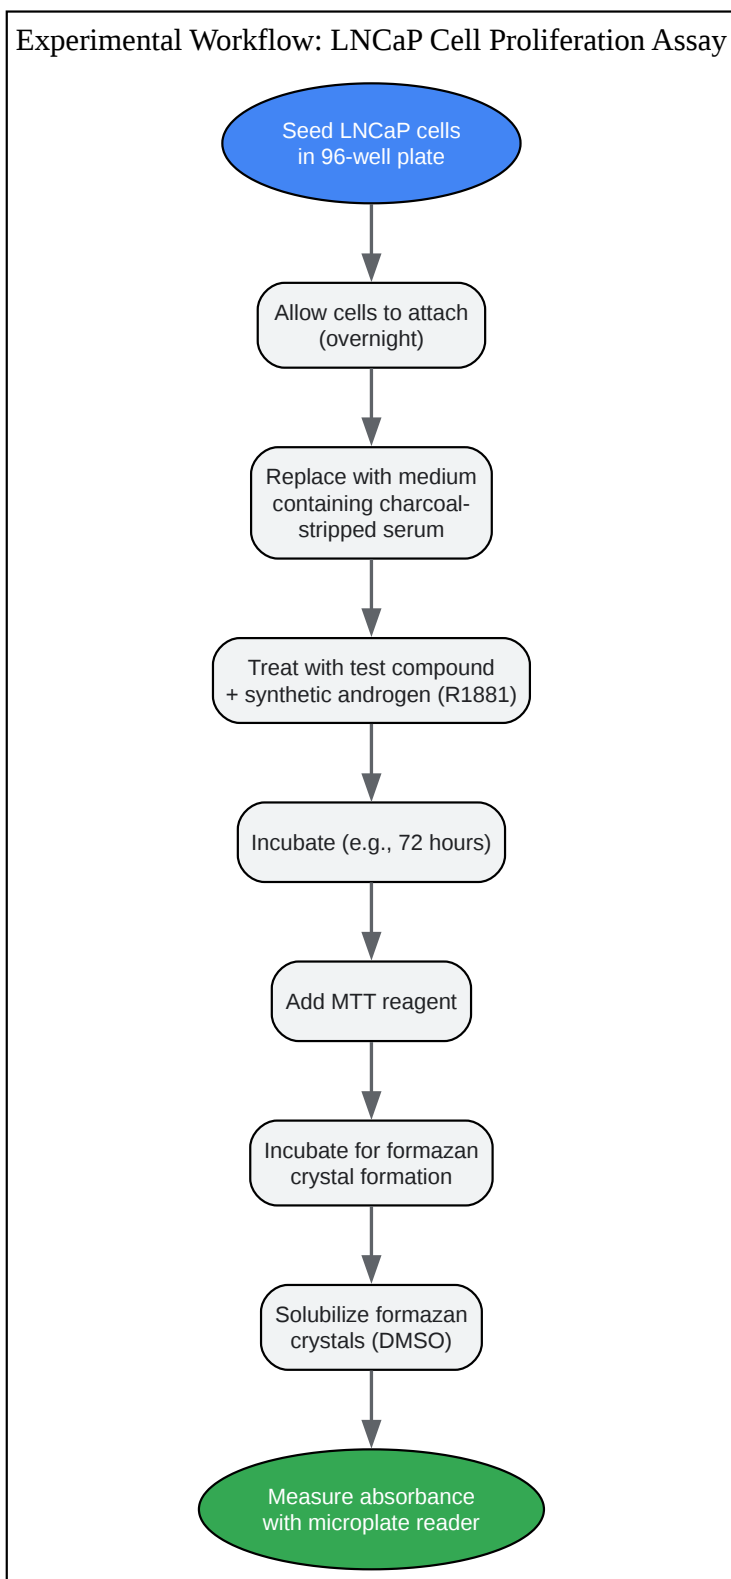 Experimental Workflow: LNCaP Cell Proliferation Assay
Seed LNCaP cells
in 96-well plate
Allow cells to attach
(overnight)
Replace with medium
containing charcoal-
stripped serum
Treat with test compound
+ synthetic androgen (R1881)
Incubate (e.g., 72 hours)
Add MTT reagent
Incubate for formazan
crystal formation
Solubilize formazan
crystals (DMSO)
Measure absorbance
with microplate reader